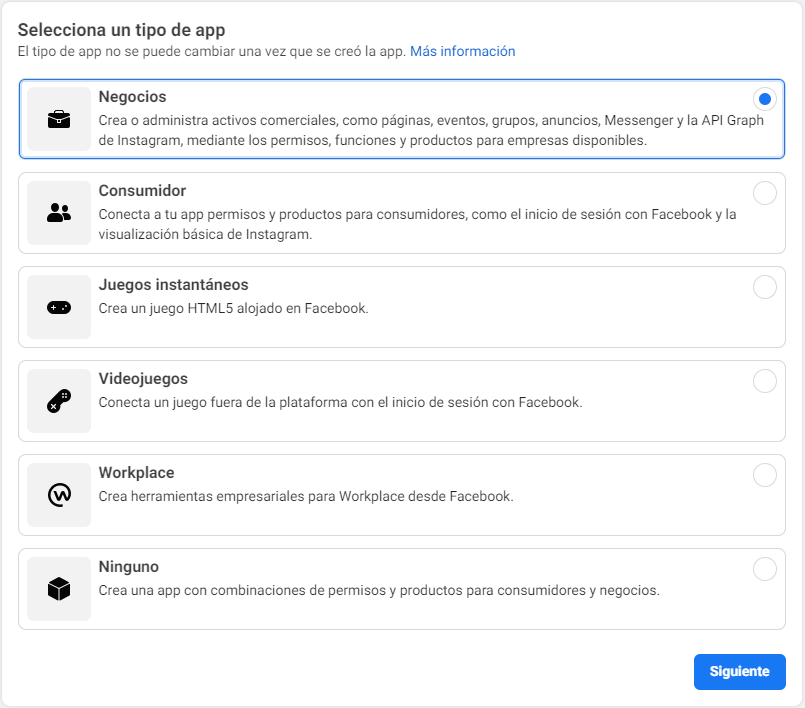 Selecciona un tipo de app
El tipo de app no se puede cambiar una vez que se creó la app. Más información
Negocios
Crea o administra activos comerciales, como páginas, eventos, grupos, anuncios, Messenger y la API Graph
de Instagram, mediante los permisos, funciones y productos para empresas disponibles.
Consumidor
Conecta a tu app permisos y productos para consumidores, como el inicio de sesión con Facebook y la
visualización básica de Instagram.
Juegos instantáneos
Crea un juego HTML5 alojado en Facebook.
Videojuegos
Conecta un juego fuera de la plataforma con el inicio de sesión con Facebook.
Workplace
Crea herramientas empresariales para Workplace desde Facebook.
Ninguno
Crea una app con combinaciones de permisos y productos para consumidores y negocios.
Siguiente